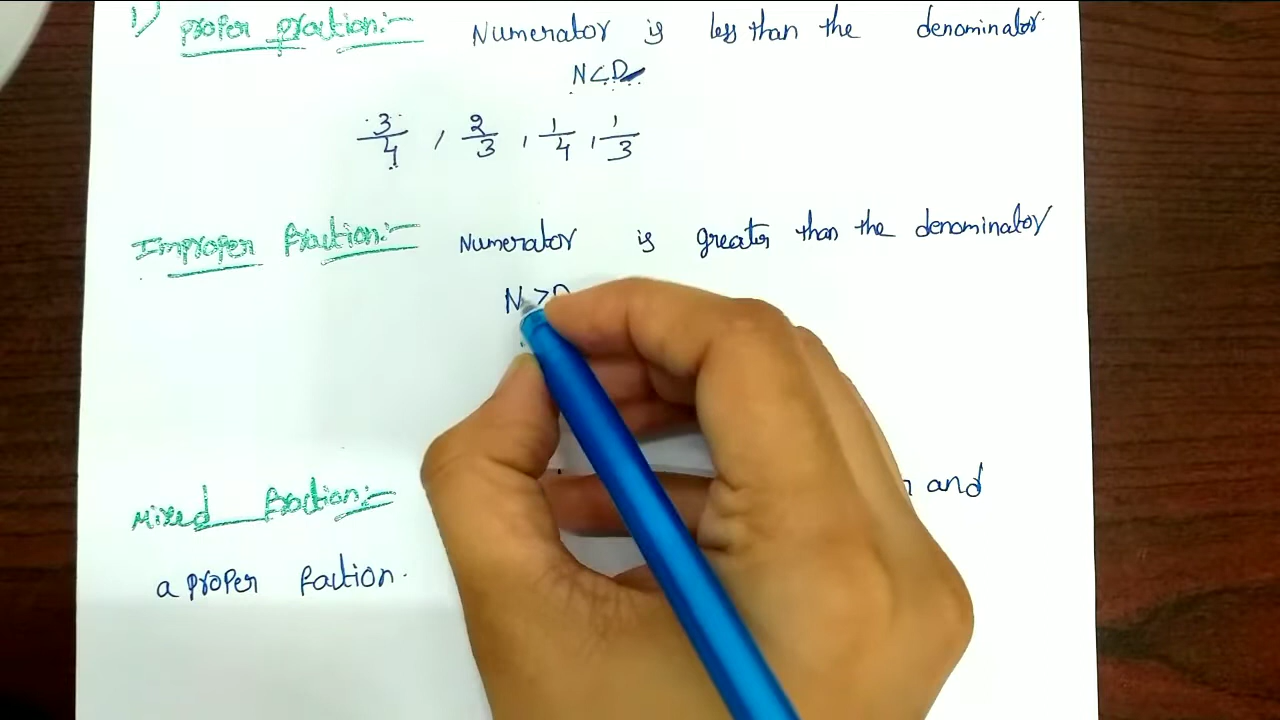 1) Proper fraction:- Numerator is less than the denominator.
N<D
3/4, 2/3, 1/4, 1/3
Improper fraction:- Numerator is greater than the denominator
N>D
Mixed fraction:- and
a proper faction.